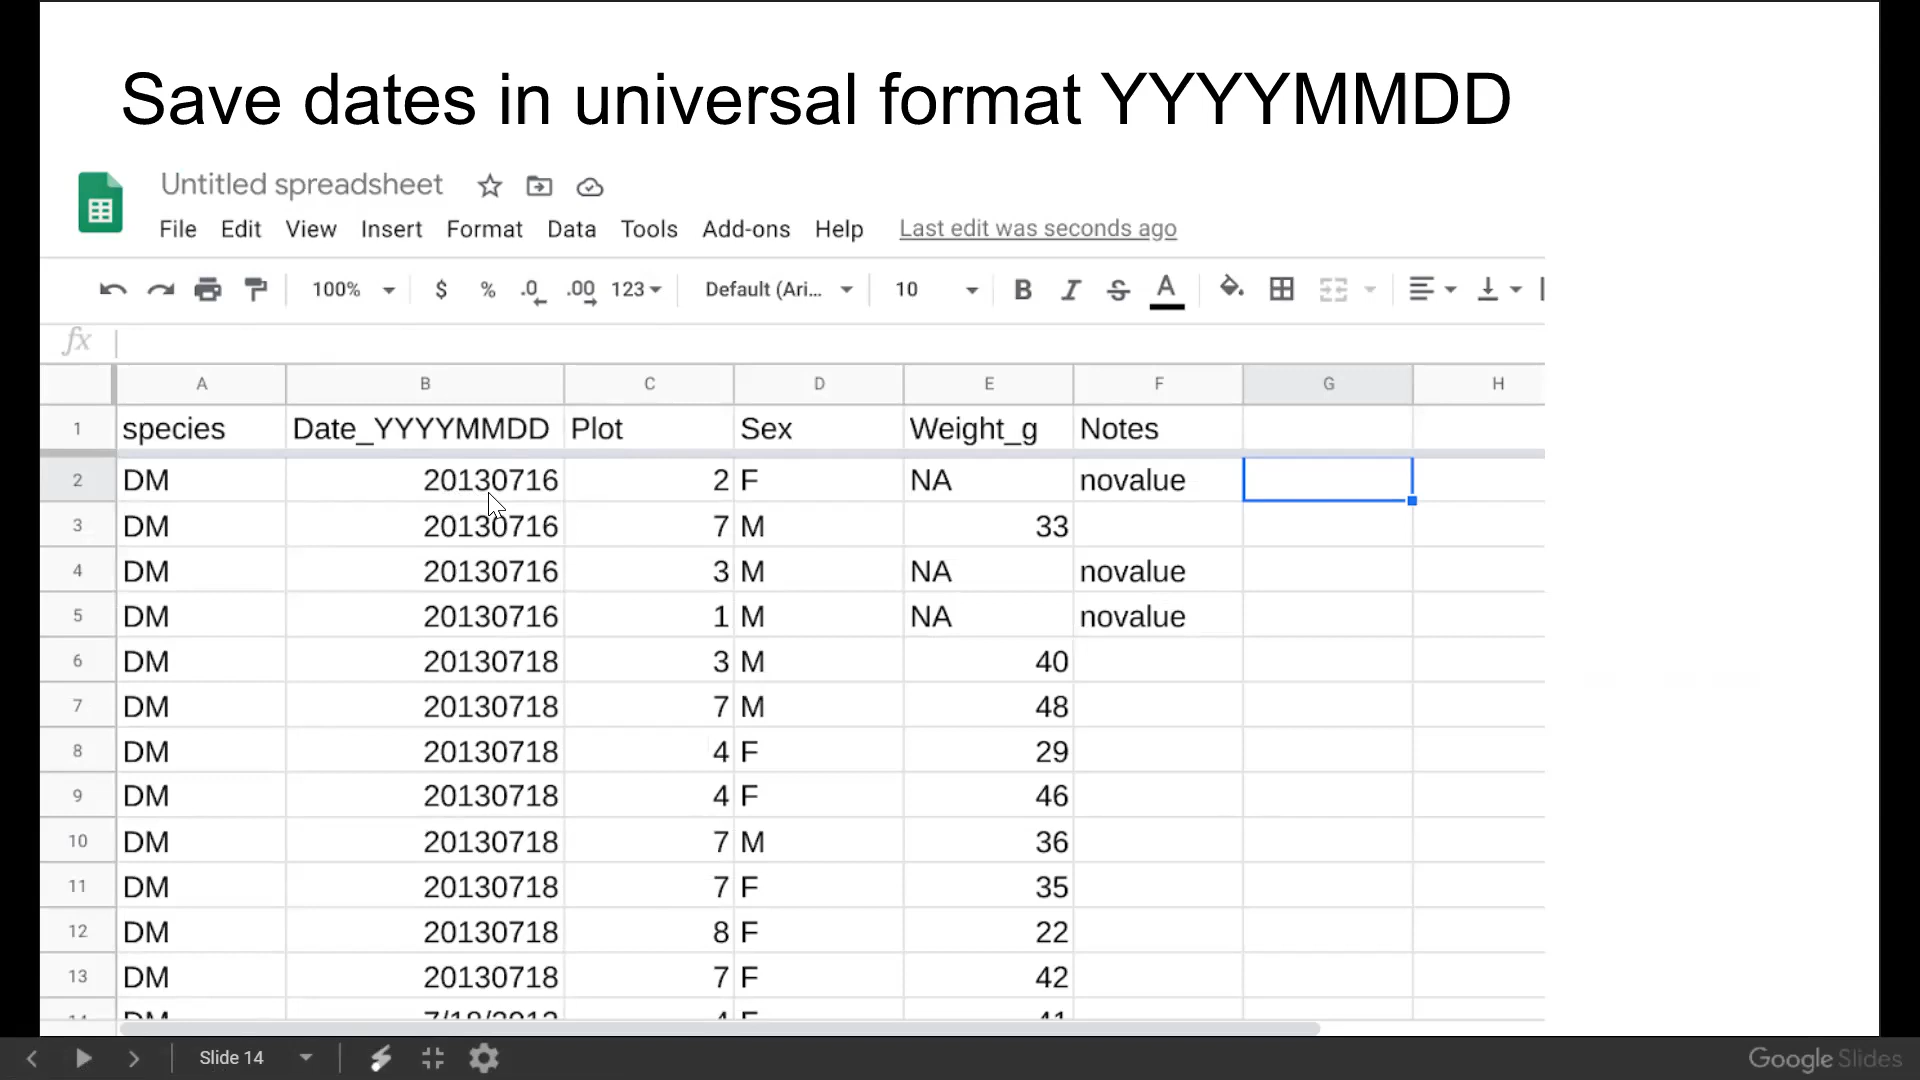 Save dates in universal format YYYYMMDD
Untitled spreadsheet
File Edit View Insert Format Data Tools Add-ons Help Last edit was seconds ago
100% $ % .0 .00 123 Default (Ari... 10 B I S A
fx
A B C D E F G H
1 species Date_YYYYMMDD Plot Sex Weight_g Notes
2 DM 20130716 2 F NA novalue
3 DM 20130716 7 M 33
4 DM 20130716 3 M NA novalue
5 DM 20130716 1 M NA novalue
6 DM 20130718 3 M 40
7 DM 20130718 7 M 48
8 DM 20130718 4 F 29
9 DM 20130718 4 F 46
10 DM 20130718 7 M 36
11 DM 20130718 7 F 35
12 DM 20130718 8 F 22
13 DM 20130718 7 F 42
Slide 14 Google Slides